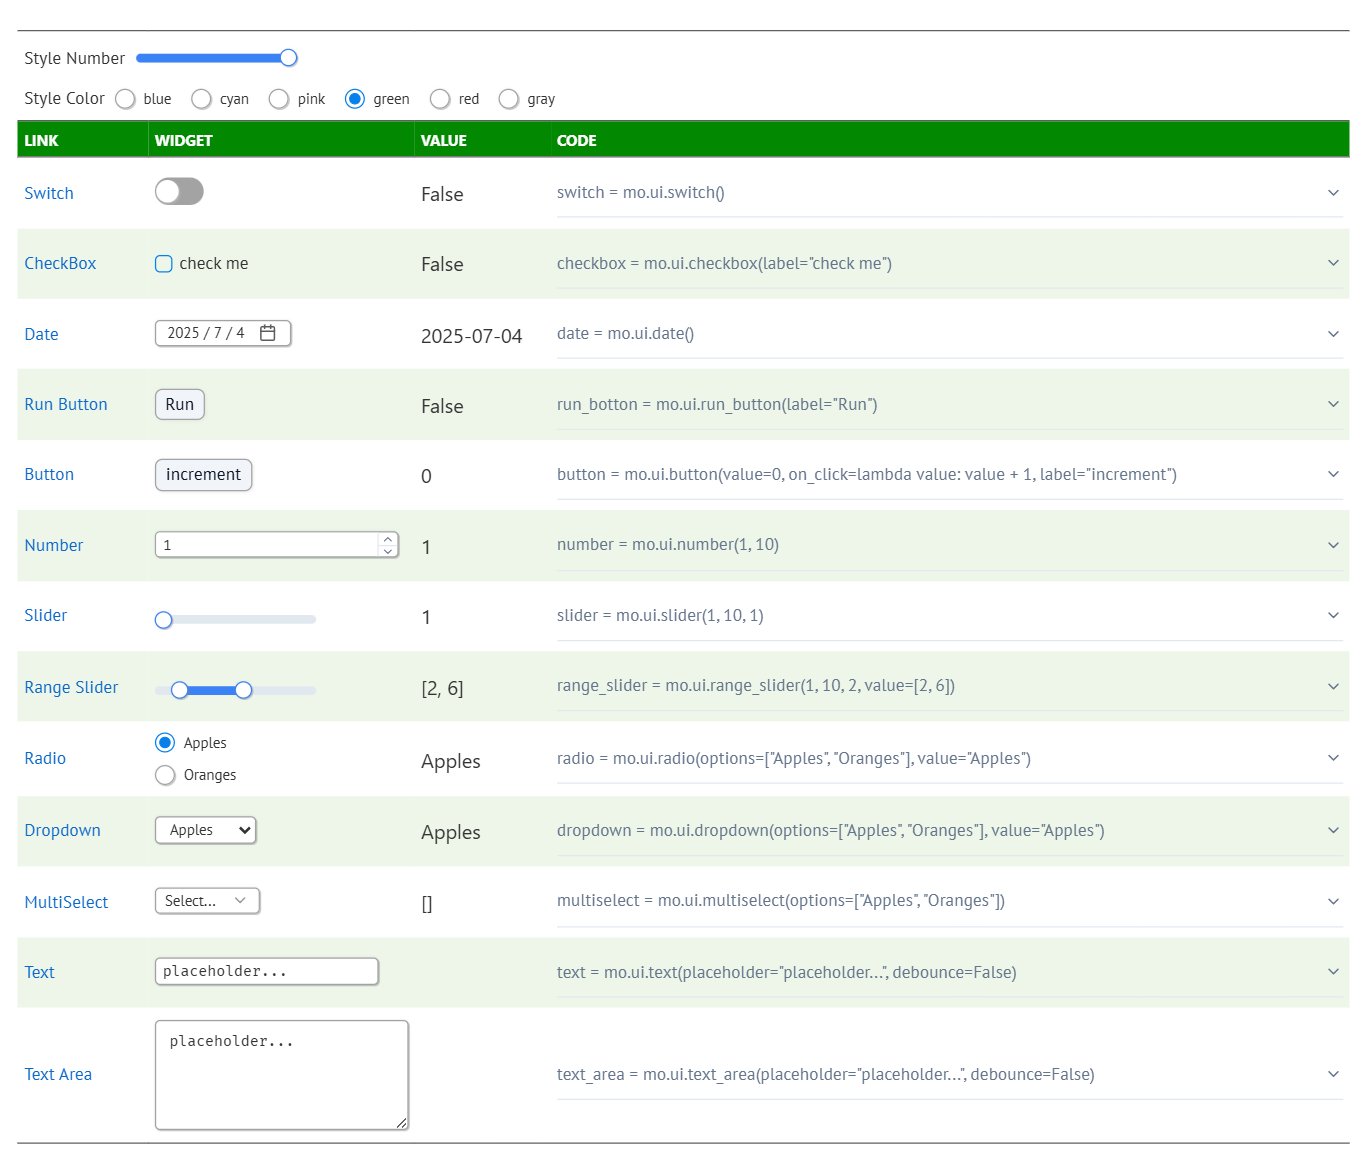 Style Number
Style Color blue cyan pink green red gray
LINK WIDGET VALUE CODE
Switch False switch = mo.ui.switch()
CheckBox check me False checkbox = mo.ui.checkbox(label="check me")
Date 2025 / 7 / 4 2025-07-04 date = mo.ui.date()
Run Button Run False run_botton = mo.ui.run_button(label="Run")
Button increment 0 button = mo.ui.button(value=0, on_click=lambda value: value + 1, label="increment")
Number 1 1 number = mo.ui.number(1, 10)
Slider 1 slider = mo.ui.slider(1, 10, 1)
Range Slider [2, 6] range_slider = mo.ui.range_slider(1, 10, 2, value=[2, 6])
Apples
Radio Apples radio = mo.ui.radio(options=["Apples", "Oranges"], value="Apples")
Oranges
Dropdown Apples Apples dropdown = mo.ui.dropdown(options=["Apples", "Oranges"], value="Apples")
MultiSelect Select... [] multiselect = mo.ui.multiselect(options=["Apples", "Oranges"])
Text placeholder... text = mo.ui.text(placeholder="placeholder...", debounce=False)
placeholder...
Text Area text_area = mo.ui.text_area(placeholder="placeholder...", debounce=False)